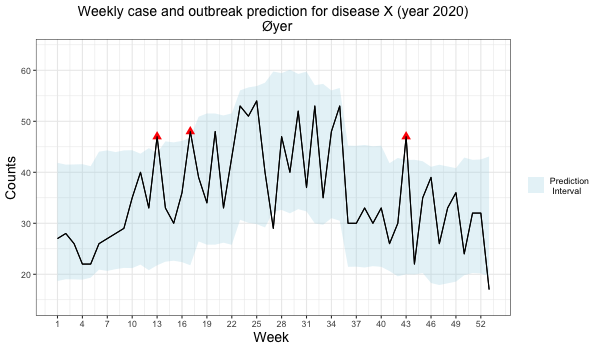 Weekly case and outbreak prediction for disease X (year 2020)
Øyer
Counts
60
50
40
30
20
1 4 7 10 13 16 19 22 25 28 31 34 37 40 43 46 49 52
Week
Prediction
Interval